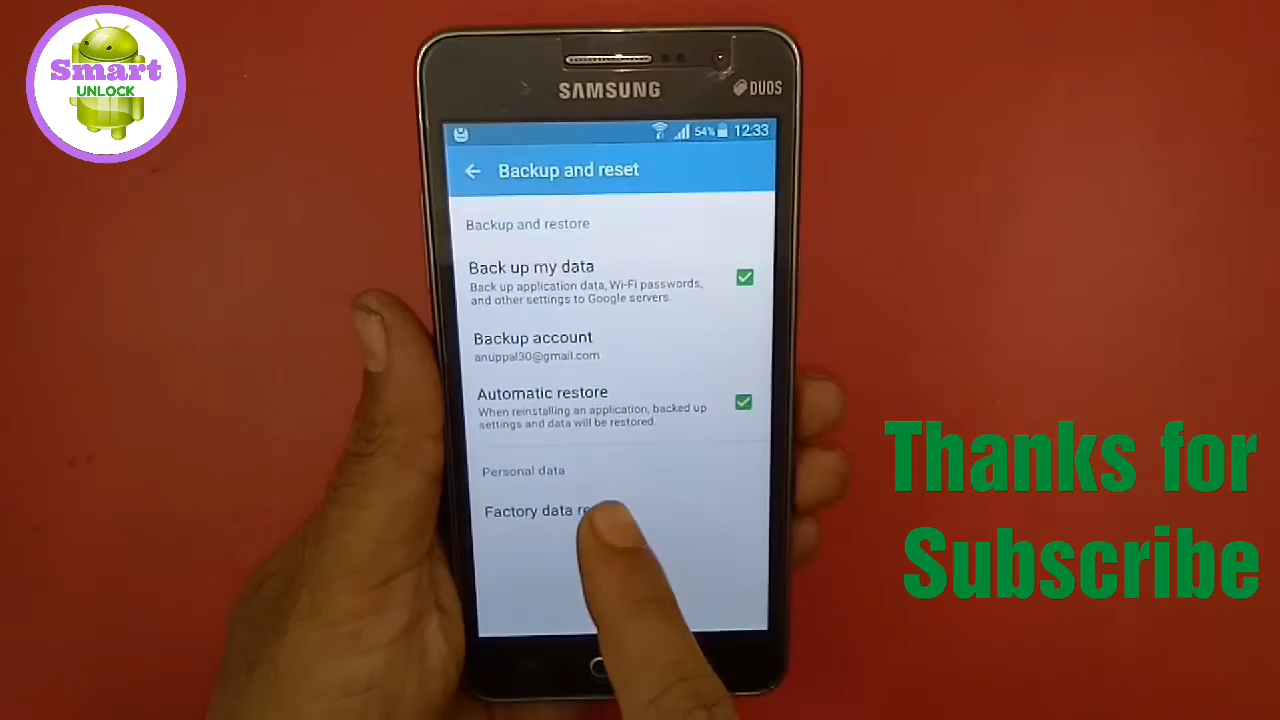 Smart
UNLOCK
SAMSUNG
DUOS
54% 12:33
Backup and reset
Backup and restore
Back up my data
Back up application data, Wi-Fi passwords,
and other settings to Google servers.
Backup account
anuppal30@gmail.com
Automatic restore
When reinstalling an application, backed up
settings and data will be restored.
Personal data
Factory data
Thanks for
Subscribe